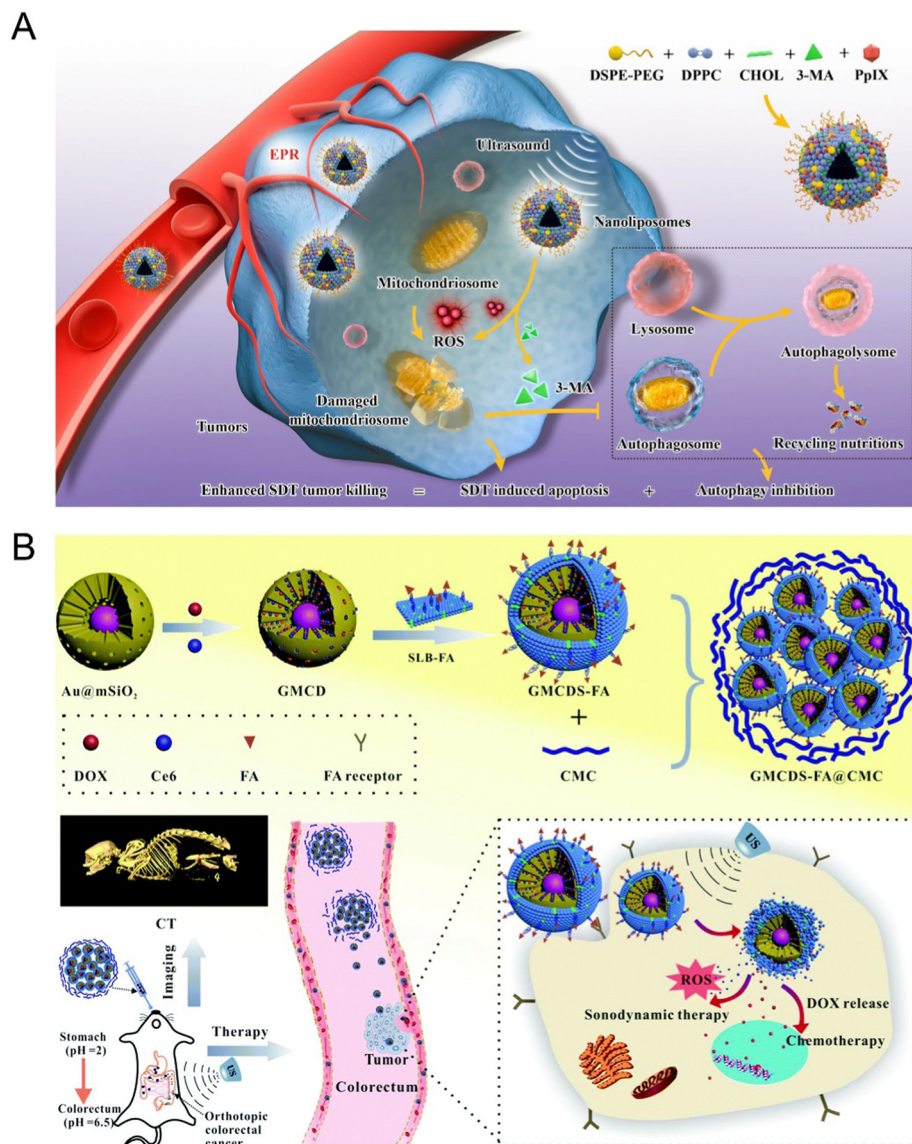 A
DSPE-PEG + DPPC + CHOL + 3-MA + PpIX
EPR
Ultrasound
Nanoliposomes
Mitochondriosome
ROS
Lysosome
Autophagolysome
Damaged
mitochondriosome
3-MA
Tumors
Autophagosome
Recycling nutritions
Enhanced SDT tumor killing = SDT induced apoptosis + Autophagy inhibition
B
Au@mSiO₂
GMCD
SLB-FA
GMCDS-FA
+
CMC
GMCDS-FA@CMC
DOX Ce6 FA FA receptor
CT
Imaging
Stomach
(pH =2)
Colorectum
(pH =6.5)
Therapy
US
Orthotopic
colorectal
cancer
Tumor
Colorectum
US
ROS
Sonodynamic therapy
DOX release
Chemotherapy